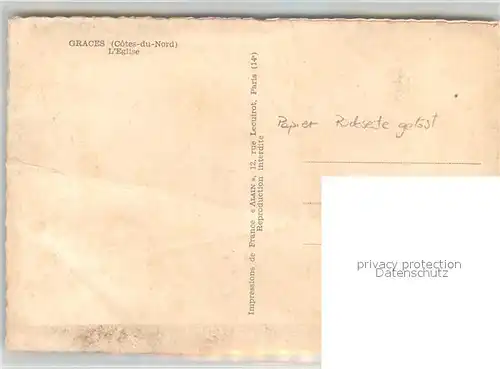 GRACES (Côtes-du-Nord)
L'Eglise
Impressions de France « ALAIN », 12, rue Lecuirot, Paris (14e)
Reproduction interdite
Papier Rückseite gelöst
privacy protection
Datenschutz